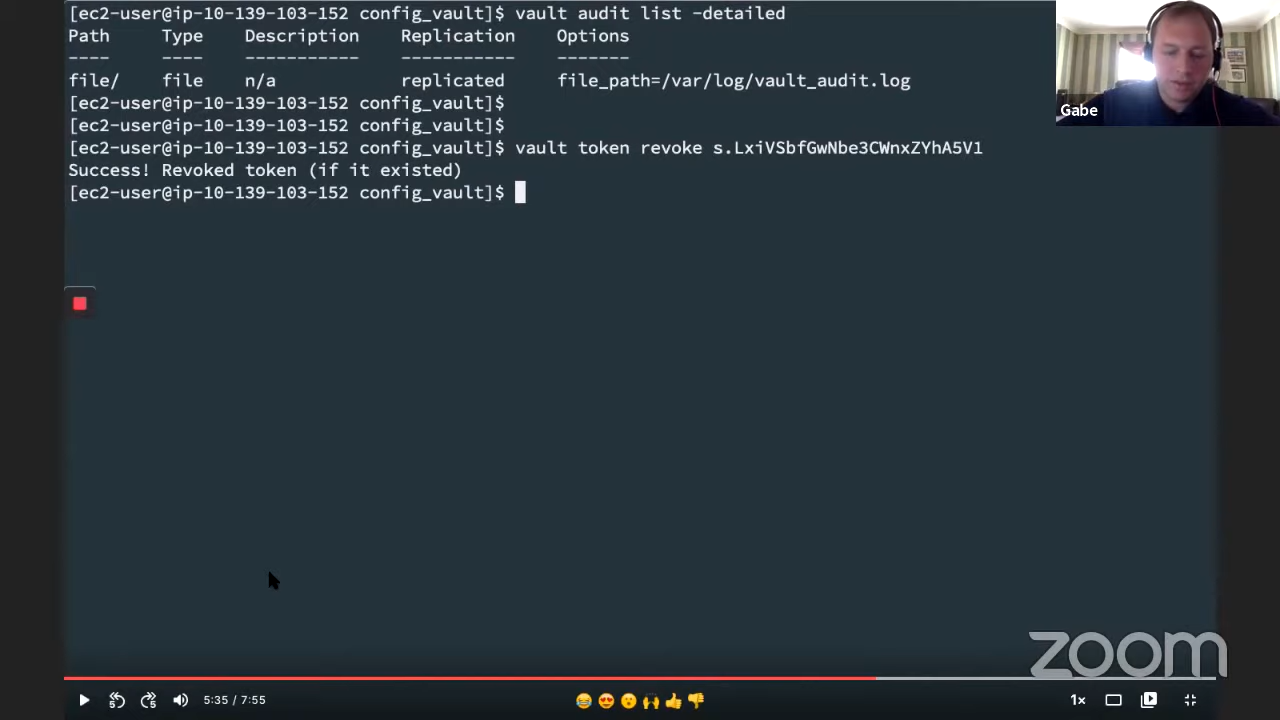 [ec2-user@ip-10-139-103-152 config_vault]$ vault audit list -detailed
Path Type Description Replication Options
---- ---- ----------- ----------- -------
file/ file n/a replicated file_path=/var/log/vault_audit.log
[ec2-user@ip-10-139-103-152 config_vault]$
[ec2-user@ip-10-139-103-152 config_vault]$
[ec2-user@ip-10-139-103-152 config_vault]$ vault token revoke s.LxiVSbfGwNbe3CWnxZYhA5V1
Success! Revoked token (if it existed)
[ec2-user@ip-10-139-103-152 config_vault]$
Gabe
zoom
5
5
5:35 / 7:55
1x